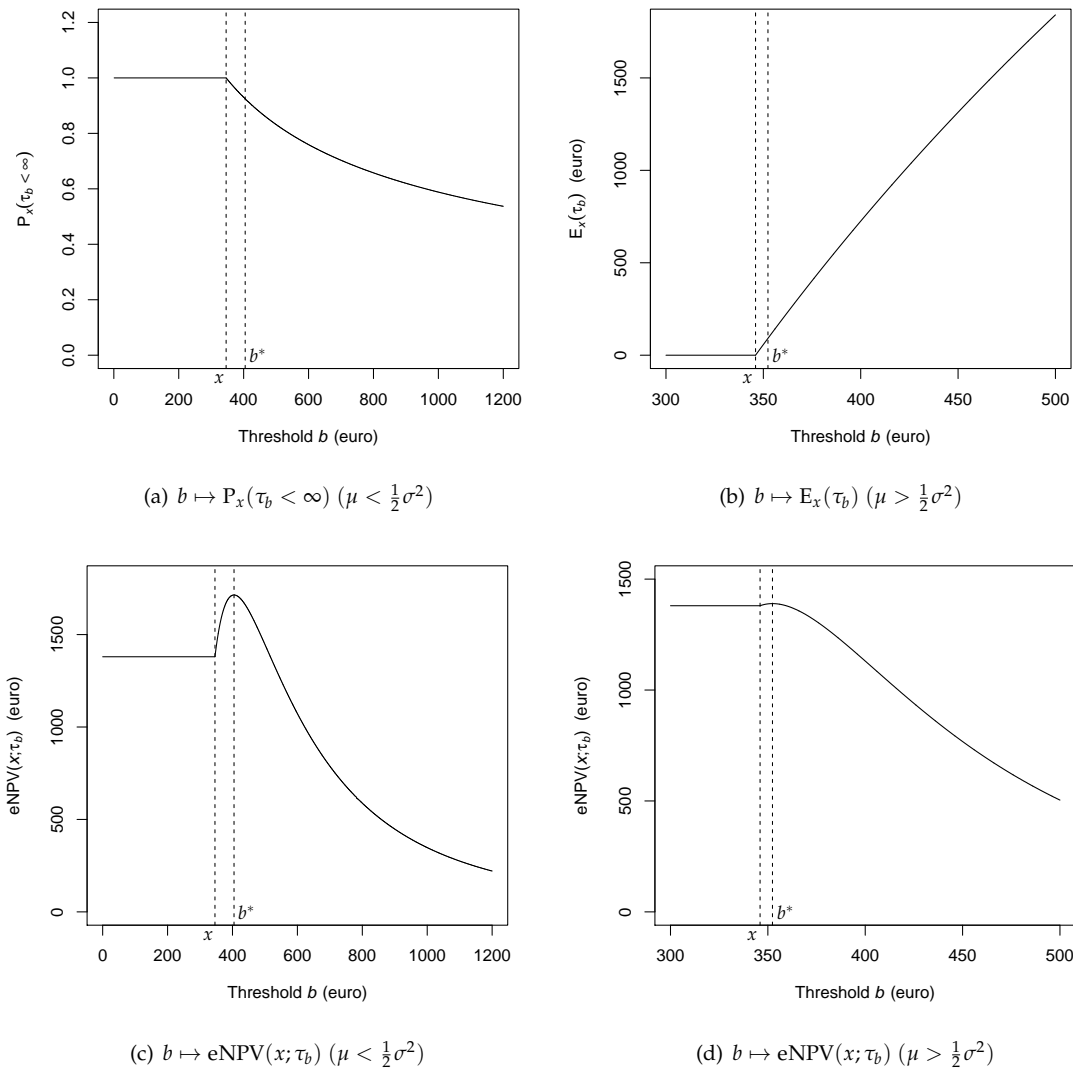 1.2
1.0
0.8
0.6
0.4
0.2
0.0
Pₓ(τ_b < ∞)
x
b*
0 200 400 600 800 1000 1200
Threshold b (euro)
(a) b ↦ Pₓ(τ_b < ∞) (μ < ½σ²)
1500
1000
500
0
Eₓ(τ_b) (euro)
x
b*
300 350 400 450 500
Threshold b (euro)
(b) b ↦ Eₓ(τ_b) (μ > ½σ²)
1500
1000
500
0
eNPV(x;τ_b) (euro)
x
b*
0 200 400 600 800 1000 1200
Threshold b (euro)
(c) b ↦ eNPV(x; τ_b) (μ < ½σ²)
1500
1000
500
0
eNPV(x;τ_b) (euro)
x
b*
300 350 400 450 500
Threshold b (euro)
(d) b ↦ eNPV(x; τ_b) (μ > ½σ²)